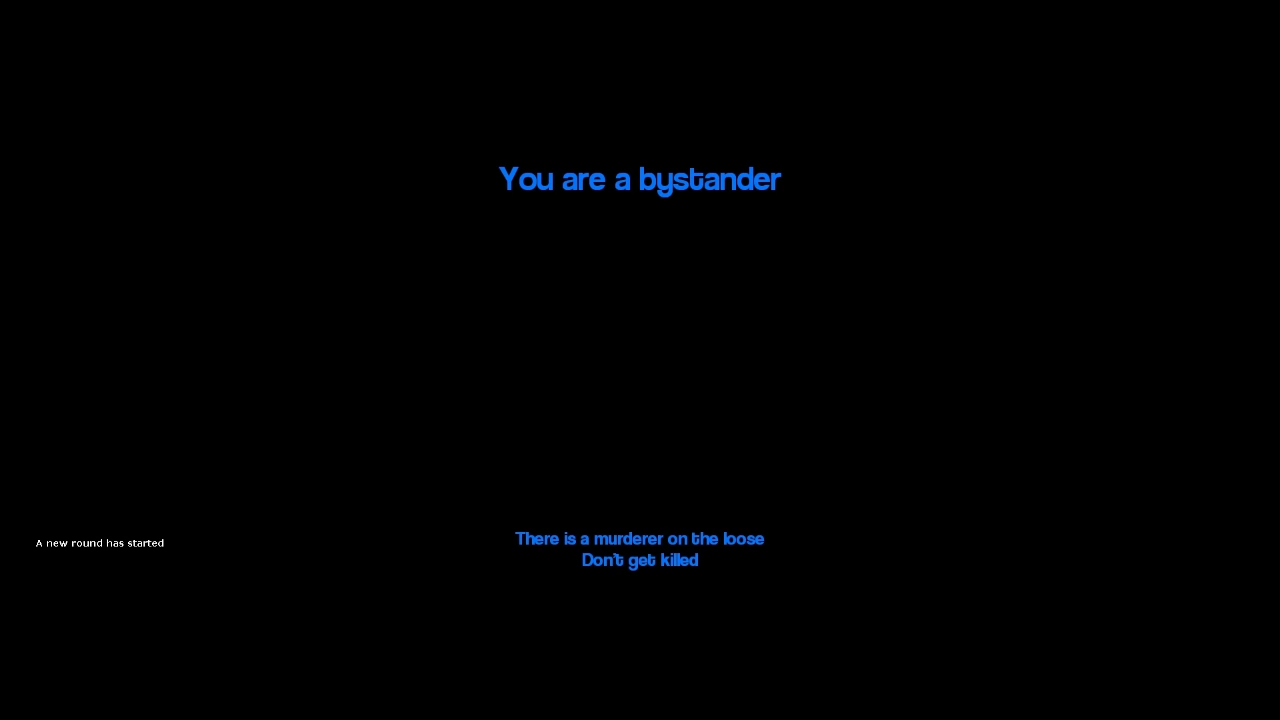 You are a bystander
A new round has started
There is a murderer on the loose
Don't get killed